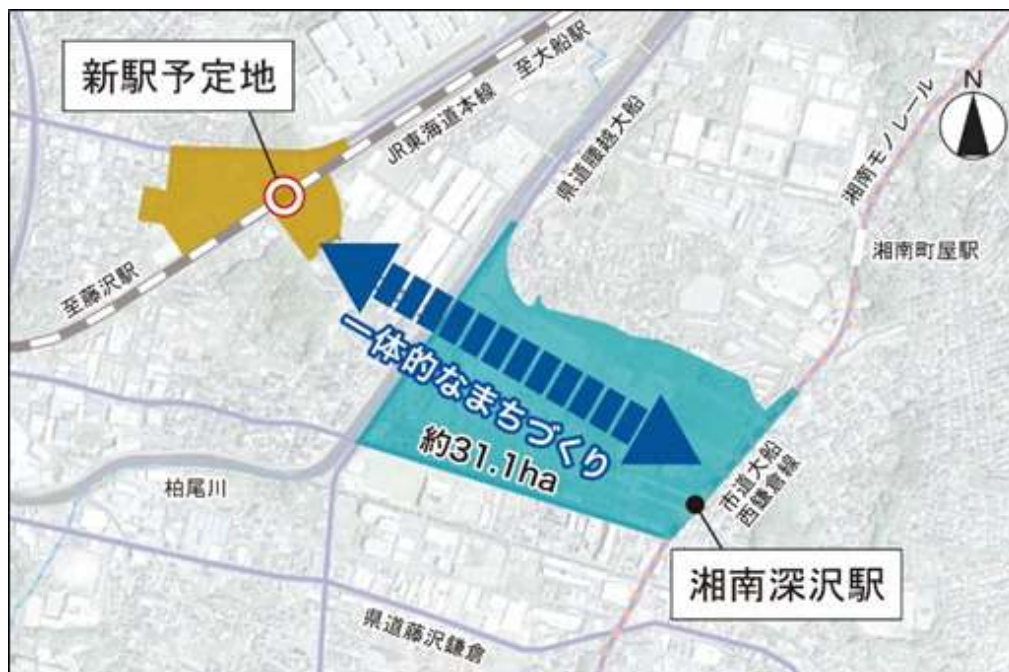 新駅予定地
至大船駅
JR東海道本線
至藤沢駅
県道腰越大船
湘南モノレール
N
湘南町屋駅
一体的なまちづくり
約31.1ha
柏尾川
市道大船
西鎌倉線
湘南深沢駅
県道藤沢鎌倉